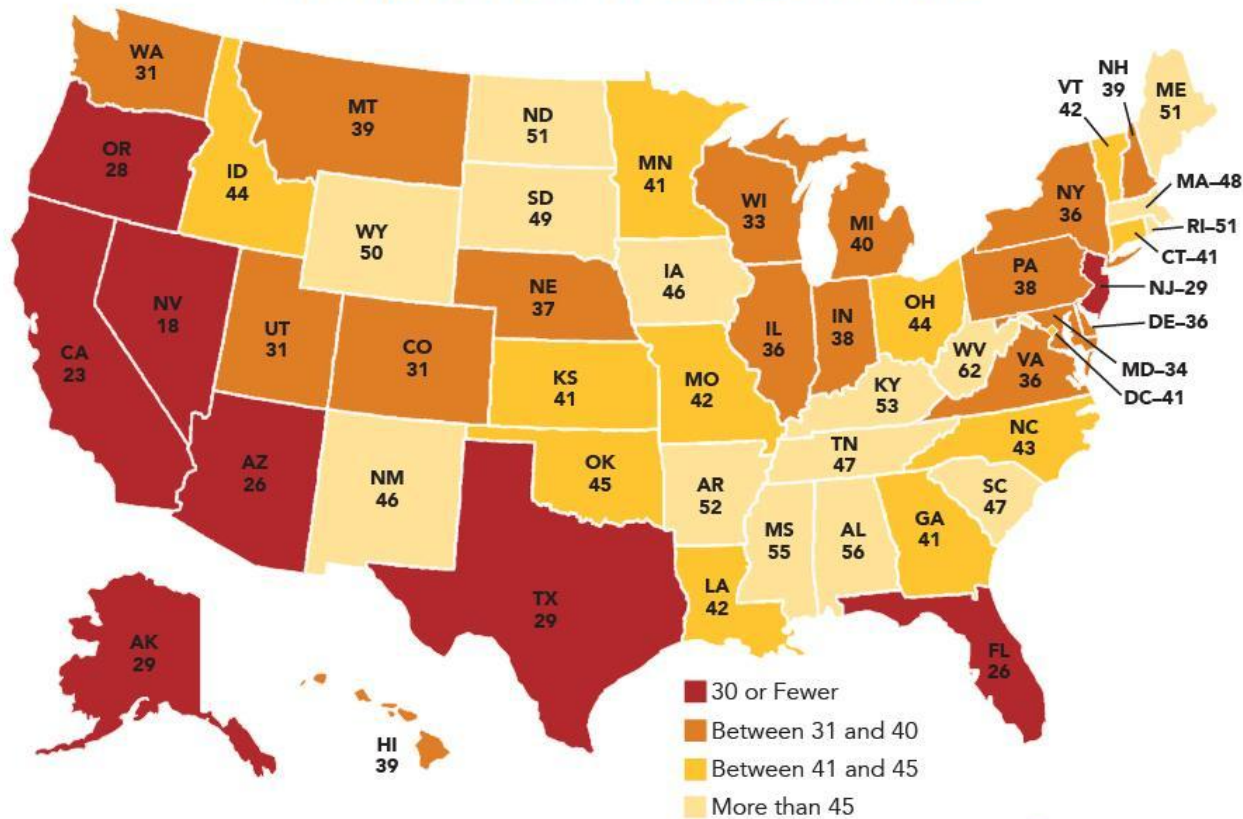 WA
31
MT
39
ND
51
MN
41
VT
42
NH
39
ME
51
OR
28
ID
44
SD
49
WI
33
MI
40
NY
36
MA–48
RI–51
CT–41
WY
50
IA
46
NE
37
PA
38
NJ–29
DE–36
NV
18
UT
31
CO
31
IL
36
IN
38
OH
44
WV
62
VA
36
MD–34
DC–41
CA
23
KS
41
MO
42
KY
53
NC
43
TN
47
AZ
26
NM
46
OK
45
AR
52
SC
47
MS
55
AL
56
GA
41
TX
29
LA
42
AK
29
FL
26
HI
39
30 or Fewer
Between 31 and 40
Between 41 and 45
More than 45